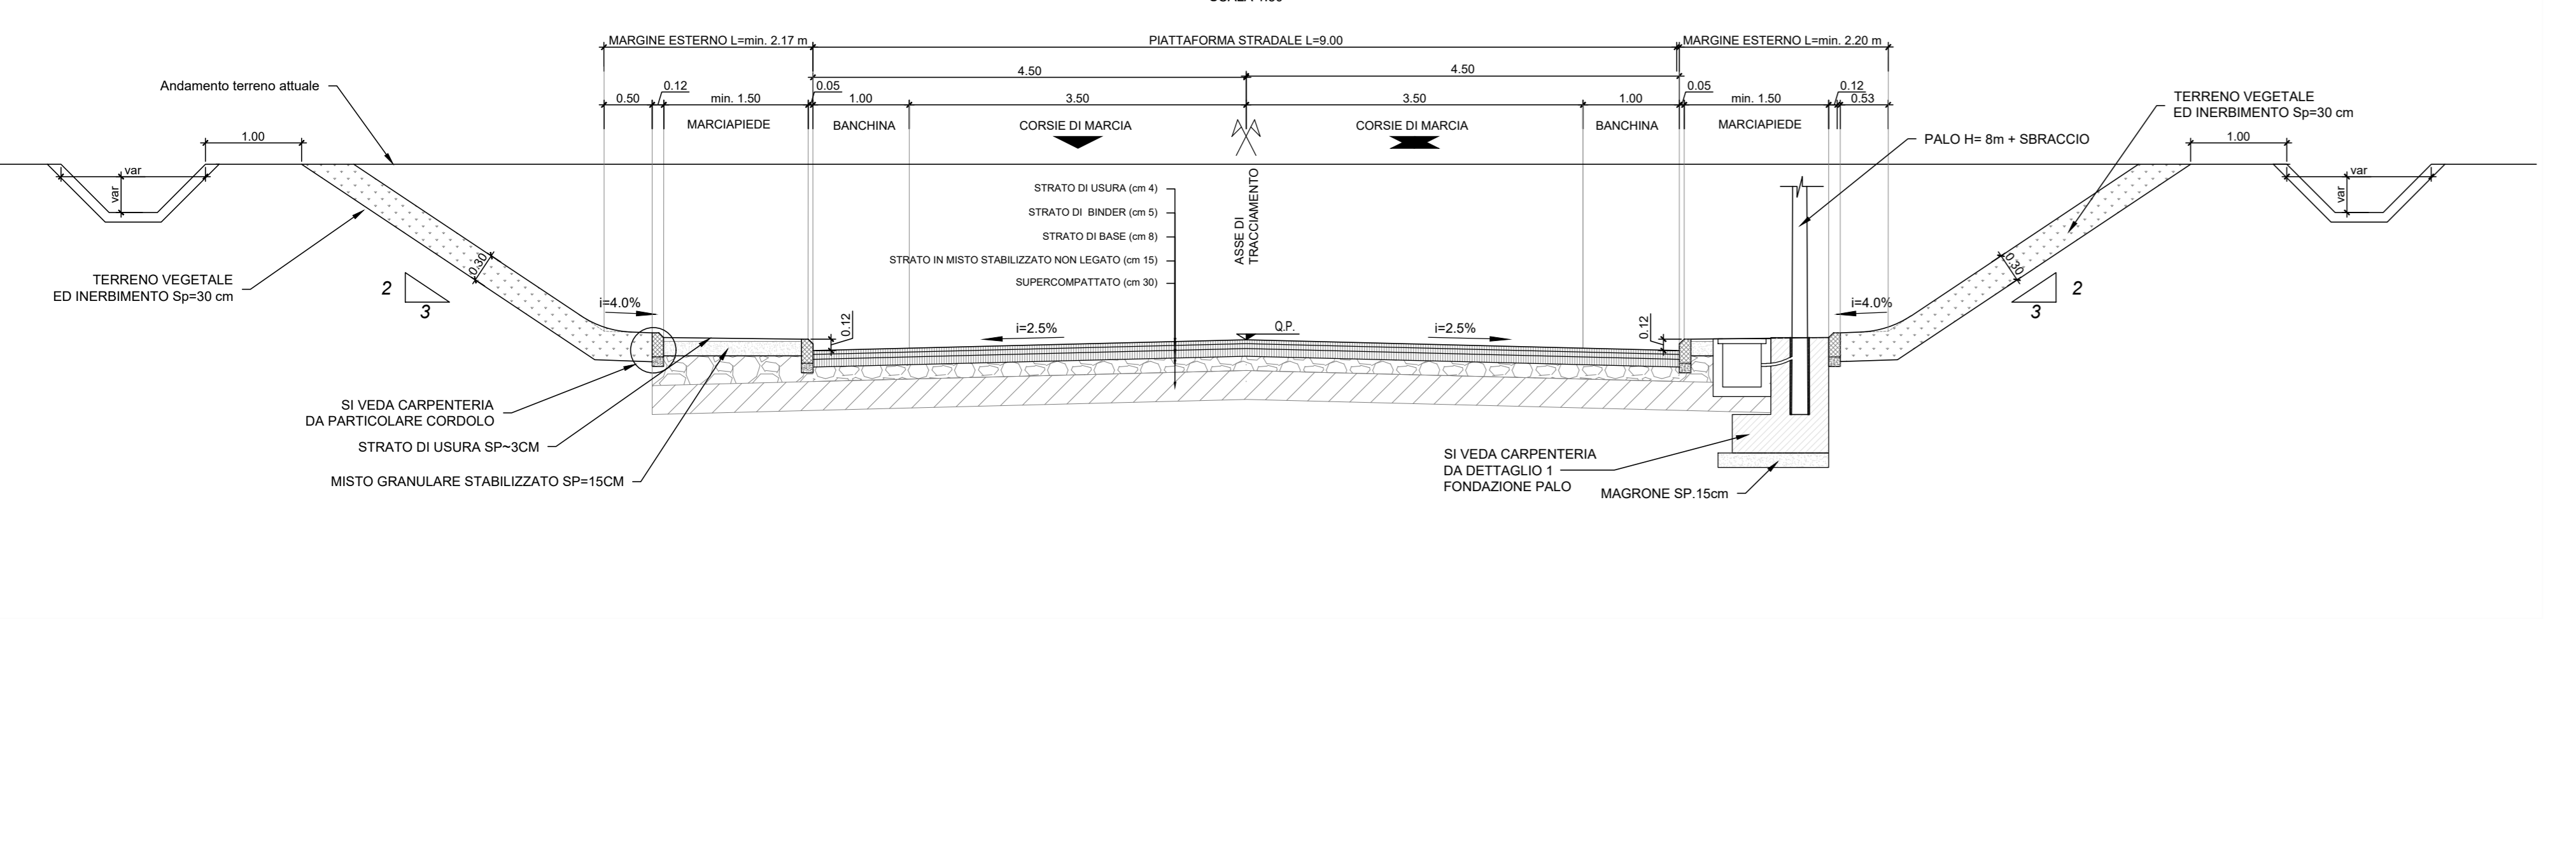 MARGINE ESTERNO L=min. 2.17 m
PIATTAFORMA STRADALE L=9.00
MARGINE ESTERNO L=min. 2.20 m
4.50
4.50
Andamento terreno attuale
0.12
0.05
0.05
0.12
0.50
min. 1.50
1.00
3.50
3.50
1.00
min. 1.50
0.53
MARCIAPIEDE
BANCHINA
CORSIE DI MARCIA
CORSIE DI MARCIA
BANCHINA
MARCIAPIEDE
TERRENO VEGETALE
ED INERBIMENTO Sp=30 cm
1.00
1.00
PALO H= 8m + SBRACCIO
var
var
var
var
STRATO DI USURA (cm 4)
STRATO DI BINDER (cm 5)
STRATO DI BASE (cm 8)
STRATO IN MISTO STABILIZZATO NON LEGATO (cm 15)
SUPERCOMPATTATO (cm 30)
ASSE DI
TRACCIAMENTO
0.30
0.30
TERRENO VEGETALE
ED INERBIMENTO Sp=30 cm
2
3
2
3
i=4.0%
i=4.0%
0.12
i=2.5%
Q.P.
i=2.5%
0.12
SI VEDA CARPENTERIA
DA PARTICOLARE CORDOLO
STRATO DI USURA SP~3CM
MISTO GRANULARE STABILIZZATO SP=15CM
SI VEDA CARPENTERIA
DA DETTAGLIO 1
FONDAZIONE PALO
MAGRONE SP.15cm